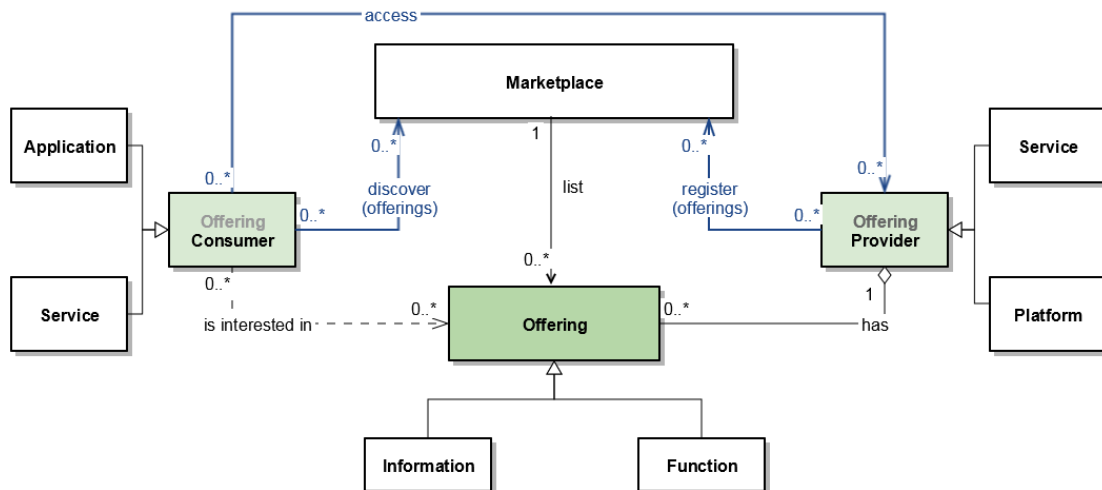 access
Marketplace
Application
Service
0..*
0..*
1
0..*
0..*
discover
(offerings)
list
register
(offerings)
Offering
Consumer
0..*
0..*
Offering
Provider
0..*
0..*
1
Service
is interested in
0..*
Offering
0..*
has
Platform
Information
Function